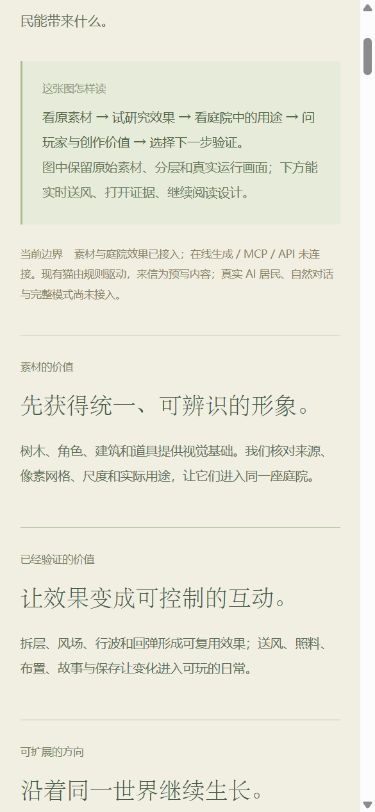 民能带来什么。
这张图怎样读
看原素材 → 试研究效果 → 看庭院中的用途 → 问
玩家与创作价值 → 选择下一步验证。
图中保留原始素材、分层和真实运行画面；下方能
实时送风、打开证据、继续阅读设计。
当前边界 素材与庭院效果已接入；在线生成 / MCP / API 未连
接。现有猫由规则驱动，来信为预写内容；真实 AI 居民、自然对话
与完整模式尚未接入。
素材的价值
先获得统一、可辨识的形象。
树木、角色、建筑和道具提供视觉基础。我们核对来源、
像素网格、尺度和实际用途，让它们进入同一座庭院。
已经验证的价值
让效果变成可控制的互动。
拆层、风场、行波和回弹形成可复用效果；送风、照料、
布置、故事与保存让变化进入可玩的日常。
可扩展的方向
沿着同一世界继续生长。